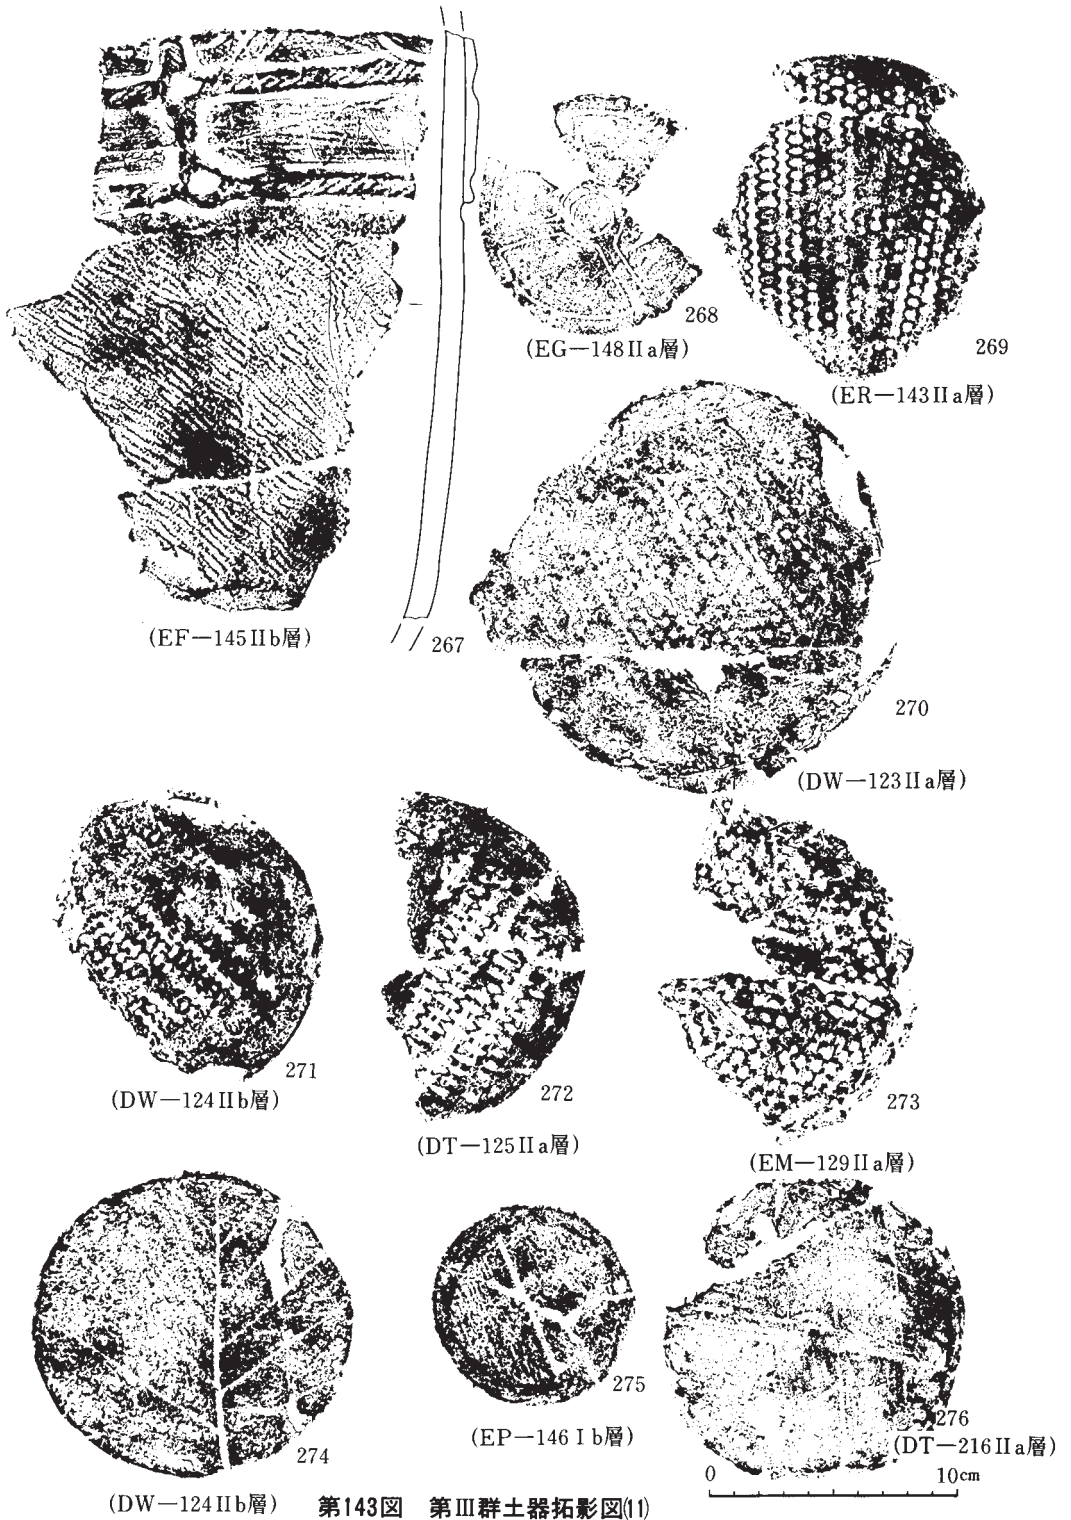 268
(EG—148Ⅱa層)
269
(ER—143Ⅱa層)
(EF—145Ⅱb層)
267
270
(DW—123Ⅱa層)
271
(DW—124Ⅱb層)
272
(DT—125Ⅱa層)
273
(EM—129Ⅱa層)
274
(DW—124Ⅱb層)
275
(EP—146Ⅰb層)
276
(DT—216Ⅱa層)
0 10cm
第143図 第Ⅲ群土器拓影図(11)